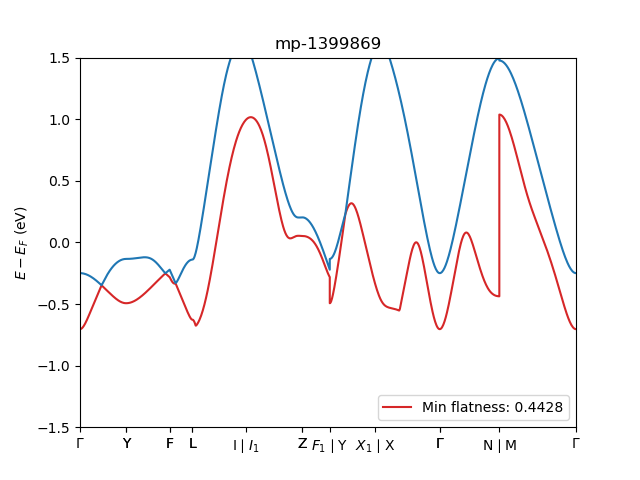 mp-1399869
E − E_F (eV)
1.5
1.0
0.5
0.0
−0.5
−1.0
−1.5
Min flatness: 0.4428
Γ Y F L I | I₁ Z F₁ | Y X₁ | X Γ N | M Γ